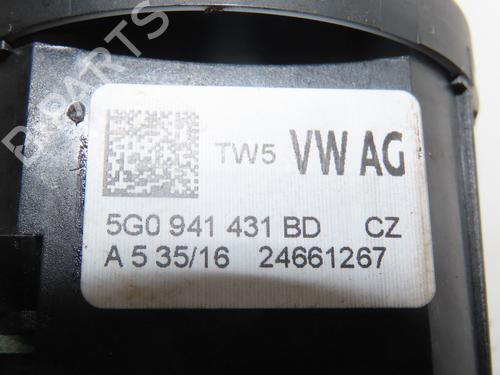 B-PARTS
TW5 VW AG
5G0 941 431 BD CZ
A 5 35/16 24661267